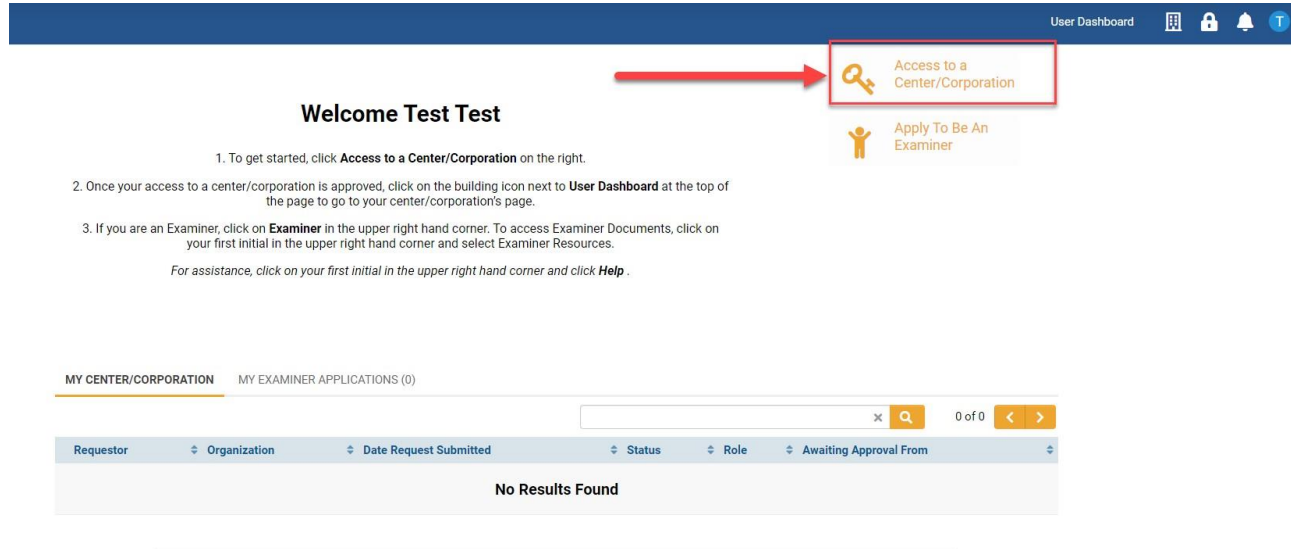 User Dashboard
T
Access to a
Center/Corporation
Welcome Test Test
Apply To Be An
Examiner
1. To get started, click Access to a Center/Corporation on the right.
2. Once your access to a center/corporation is approved, click on the building icon next to User Dashboard at the top of
the page to go to your center/corporation's page.
3. If you are an Examiner, click on Examiner in the upper right hand corner. To access Examiner Documents, click on
your first initial in the upper right hand corner and select Examiner Resources.
For assistance, click on your first initial in the upper right hand corner and click Help .
MY CENTER/CORPORATION MY EXAMINER APPLICATIONS (0)
0 of 0
Requestor Organization Date Request Submitted Status Role Awaiting Approval From
No Results Found